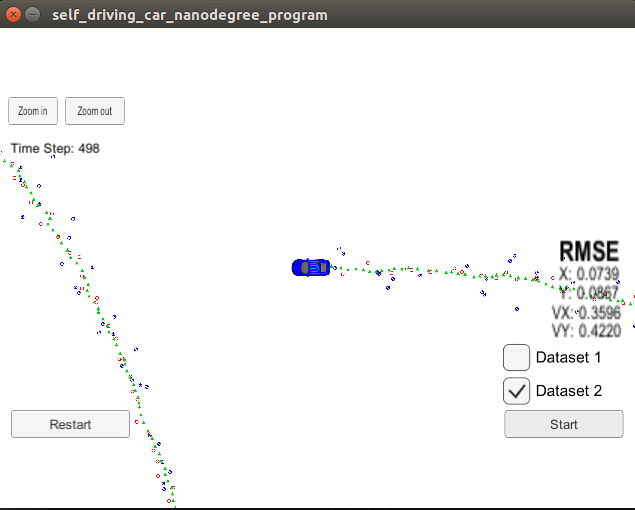 self_driving_car_nanodegree_program
Zoom in
Zoom out
Time Step: 498
RMSE
X: 0.0739
Y: 0.0867
VX: 0.3596
VY: 0.4220
Dataset 1
Dataset 2
Restart
Start